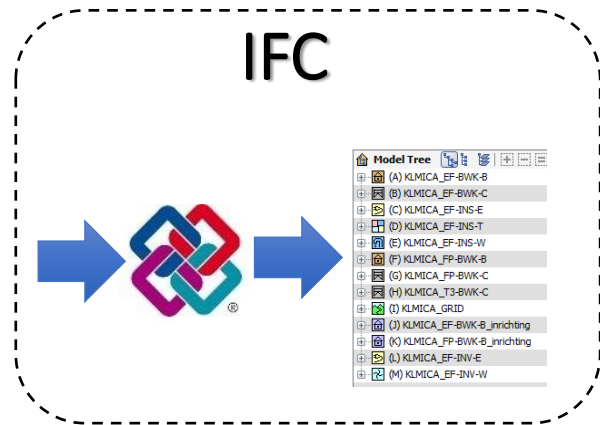 IFC
®
Model Tree
(A) KLMICA_EF-BWK-B
(B) KLMICA_EF-BWK-C
(C) KLMICA_EF-INS-E
(D) KLMICA_EF-INS-T
(E) KLMICA_EF-INS-W
(F) KLMICA_FP-BWK-B
(G) KLMICA_FP-BWK-C
(H) KLMICA_T3-BWK-C
(I) KLMICA_GRID
(J) KLMICA_EF-BWK-B_inrichting
(K) KLMICA_FP-BWK-B_inrichting
(L) KLMICA_EF-INV-E
(M) KLMICA_EF-INV-W